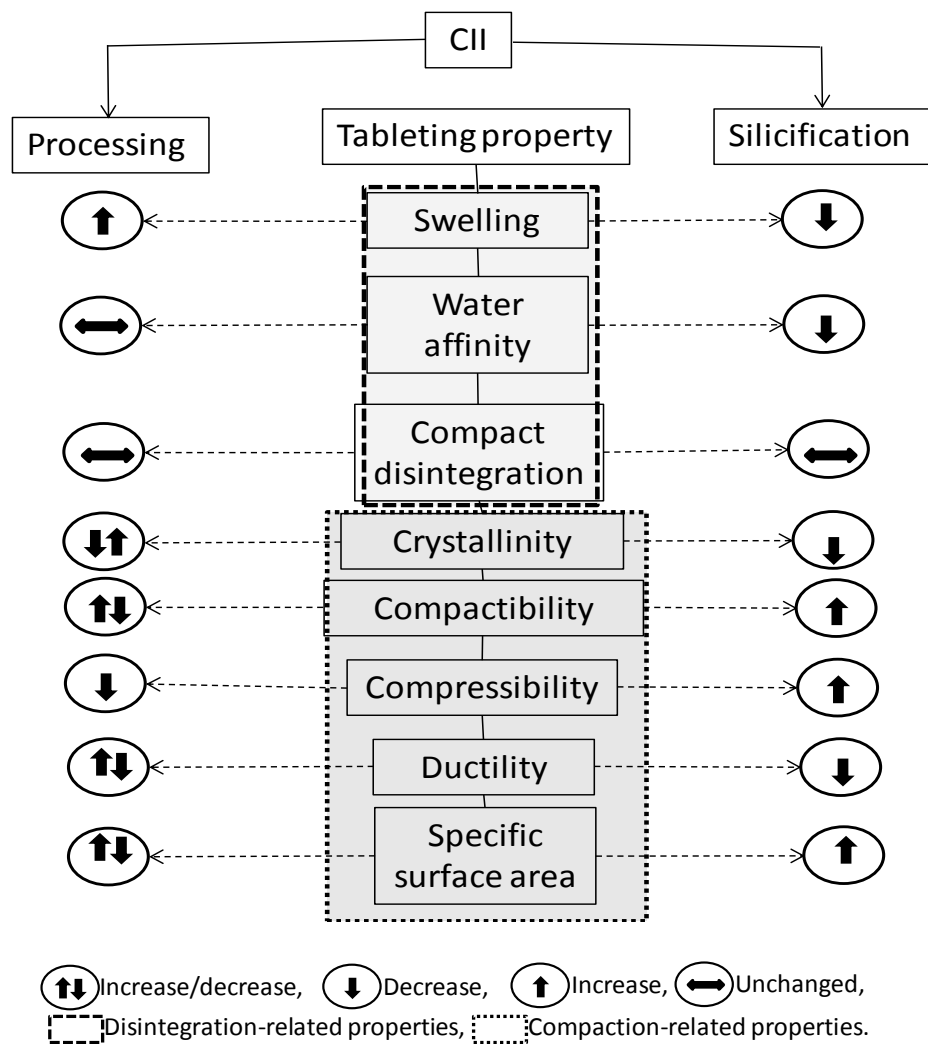 CII
Processing
Tableting property
Silicification
Swelling
Water
affinity
Compact
disintegration
Crystallinity
Compactibility
Compressibility
Ductility
Specific
surface area
Increase/decrease, Decrease, Increase, Unchanged,
Disintegration-related properties, Compaction-related properties.